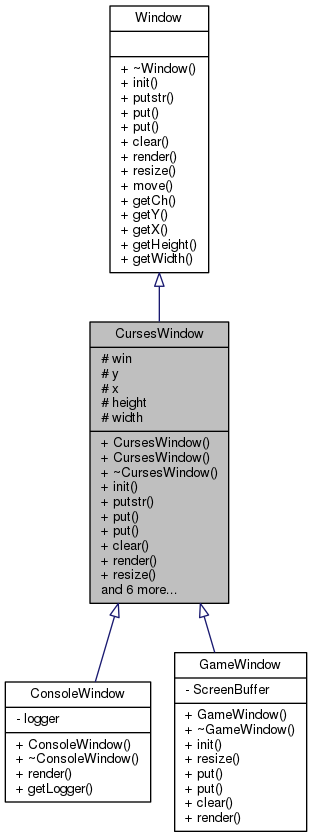 Window
+ ~Window()
+ init()
+ putstr()
+ put()
+ put()
+ clear()
+ render()
+ resize()
+ move()
+ getCh()
+ getY()
+ getX()
+ getHeight()
+ getWidth()
CursesWindow
# win
# y
# x
# height
# width
+ CursesWindow()
+ CursesWindow()
+ ~CursesWindow()
+ init()
+ putstr()
+ put()
+ put()
+ clear()
+ render()
+ resize()
and 6 more...
ConsoleWindow
- logger
+ ConsoleWindow()
+ ~ConsoleWindow()
+ render()
+ getLogger()
GameWindow
- ScreenBuffer
+ GameWindow()
+ ~GameWindow()
+ init()
+ resize()
+ put()
+ put()
+ clear()
+ render()